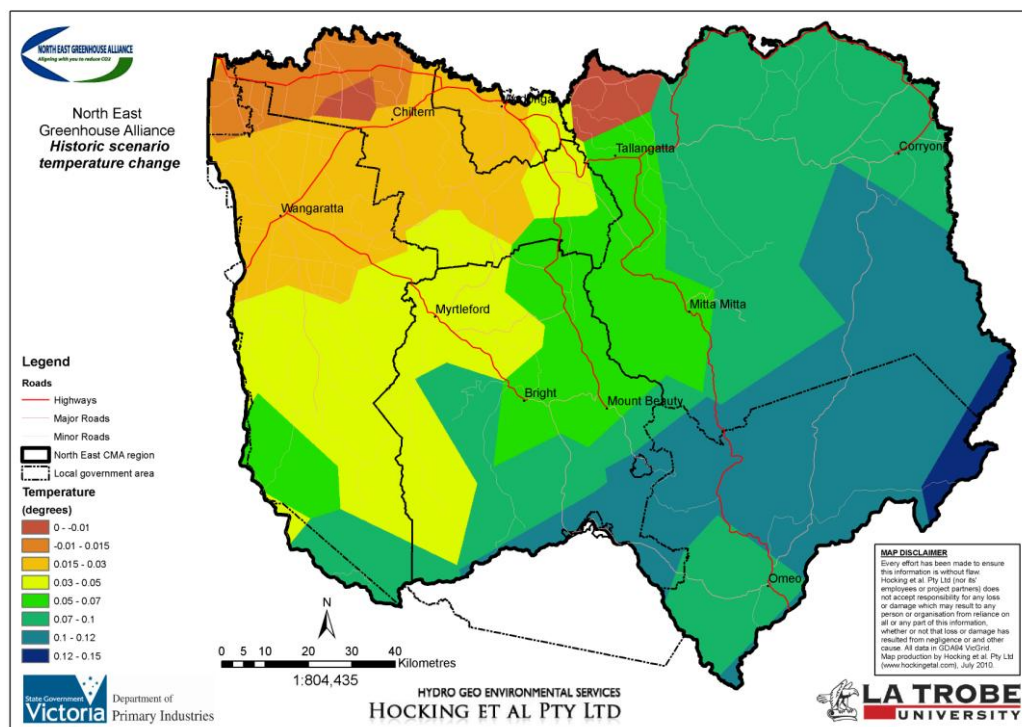 NORTH EAST GREENHOUSE ALLIANCE
Aligning with you to reduce CO2
North East
Greenhouse Alliance
Historic scenario
temperature change
Chiltern
Tallangatta
Corryong
Wangaratta
Myrtleford
Mitta Mitta
Bright
Mount Beauty
Omeo
Legend
Roads
Highways
Major Roads
Minor Roads
North East CMA region
Local government area
Temperature
(degrees)
0 - -0.01
-0.01 - 0.015
0.015 - 0.03
0.03 - 0.05
0.05 - 0.07
0.07 - 0.1
0.1 - 0.12
0.12 - 0.15
N
0 5 10 20 30 40
Kilometres
1:804,435
MAP DISCLAIMER
Every effort has been made to ensure
this information is without flaw.
Hocking et al. Pty Ltd (nor its'
employees or project partners) does
not accept responsibility for any loss
or damage which may result to any
person or organisation from reliance on
all or any part of this information,
whether or not that loss or damage has
resulted from negligence or and other
cause. All data in GDA94 VicGrid.
Map production by Hocking et al. Pty Ltd
(www.hockingetal.com), July 2010.
State Government
Victoria
Department of
Primary Industries
HYDRO GEO ENVIRONMENTAL SERVICES
HOCKING ET AL PTY LTD
LA TROBE
UNIVERSITY